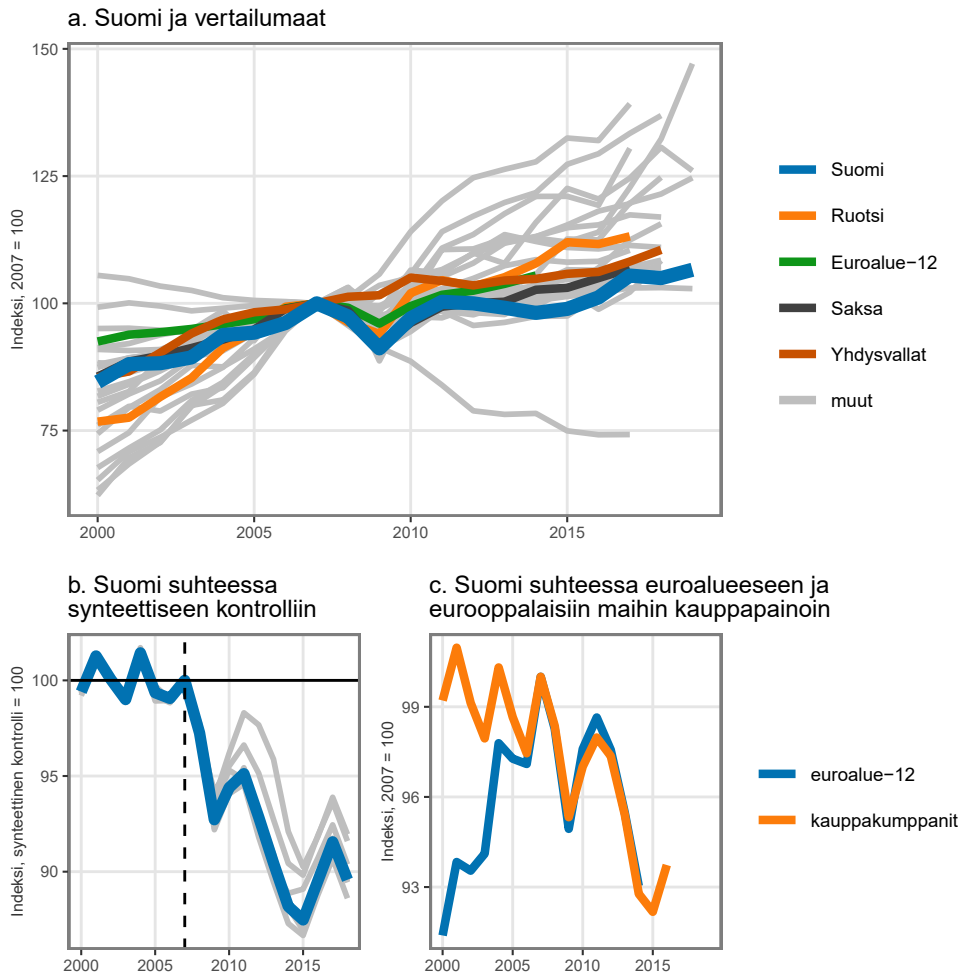 a. Suomi ja vertailumaat
Indeksi, 2007 = 100
150
125
100
75
2000
2005
2010
2015
Suomi
Ruotsi
Euroalue−12
Saksa
Yhdysvallat
muut
b. Suomi suhteessa
synteettiseen kontrolliin
Indeksi, synteettinen kontrolli = 100
100
95
90
2000
2005
2010
2015
c. Suomi suhteessa euroalueeseen ja
eurooppalaisiin maihin kauppapainoin
Indeksi, 2007 = 100
99
96
93
2000
2005
2010
2015
euroalue−12
kauppakumppanit